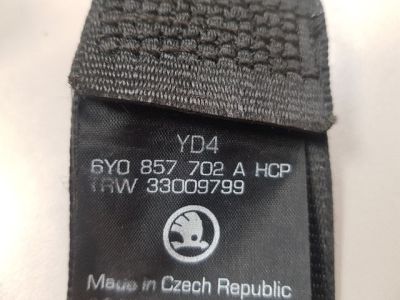 YD4
6Y0 857 702 A HCP
TRW 33009799
Made in Czech Republic